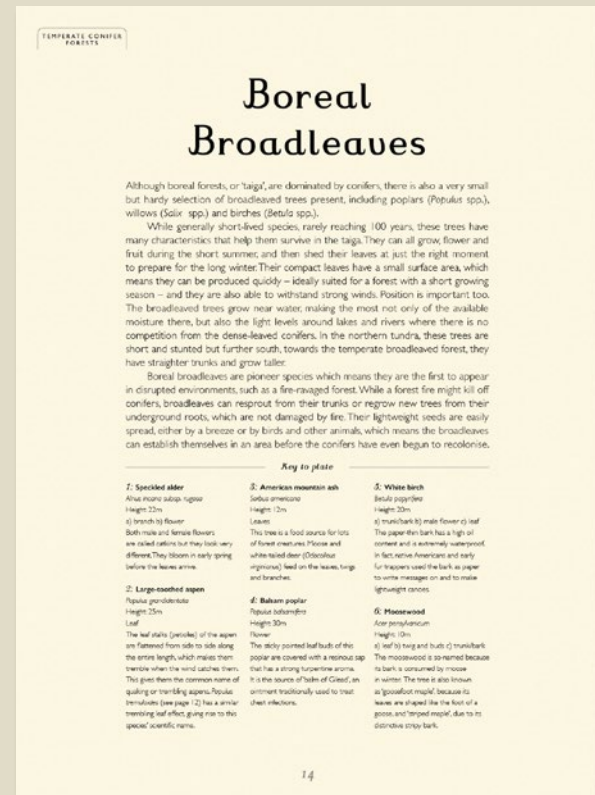 TEMPERATE CONIFER
FORESTS
Boreal
Broadleaves
Although boreal forests, or 'taiga', are dominated by conifers, there is also a very small
but hardy selection of broadleaved trees present, including poplars (Populus spp.),
willows (Salix spp.) and birches (Betula spp.).
While generally short-lived species, rarely reaching 100 years, these trees have
many characteristics that help them survive in the taiga. They can all grow, flower and
fruit during the short summer, and then shed their leaves at just the right moment
to prepare for the long winter. Their compact leaves have a small surface area, which
means they can be produced quickly – ideally suited for a forest with a short growing
season – and they are also able to withstand strong winds. Position is important too.
The broadleaved trees grow near water, making the most not only of the available
moisture there, but also the light levels around lakes and rivers where there is no
competition from the dense-leaved conifers. In the northern tundra, these trees are
short and stunted but further south, towards the temperate broadleaved forest, they
have straighter trunks and grow taller.
Boreal broadleaves are pioneer species which means they are the first to appear
in disrupted environments, such as a fire-ravaged forest. While a forest fire might kill off
conifers, broadleaves can resprout from their trunks or regrow new trees from their
underground roots, which are not damaged by fire. Their lightweight seeds are easily
spread, either by a breeze or by birds and other animals, which means the broadleaves
can establish themselves in an area before the conifers have even begun to recolonise.
Key to plate
1: Speckled alder
Alnus incana subsp. rugosa
Height: 22m
a) branch b) flower
Both male and female flowers
are called catkins but they look very
different. They bloom in early spring
before the leaves arrive.
2: Large-toothed aspen
Populus grandidentata
Height: 25m
Leaf
The leaf stalks (petioles) of the aspen
are flattened from side to side along
the entire length, which makes them
tremble when the wind catches them.
This gives them the common name of
quaking or trembling aspens. Populus
tremuloides (see page 12) has a similar
trembling leaf effect, giving rise to this
species' scientific name.
3: American mountain ash
Sorbus americana
Height: 12m
Leaves
This tree is a food source for lots
of forest creatures. Moose and
white-tailed deer (Odocoileus
virginianus) feed on the leaves, twigs
and branches.
4: Balsam poplar
Populus balsamifera
Height: 30m
Flower
The sticky pointed leaf buds of this
poplar are covered with a resinous sap
that has a strong turpentine aroma.
It is the source of 'balm of Gilead', an
ointment traditionally used to treat
chest infections.
5: White birch
Betula papyrifera
Height: 20m
a) trunk/bark b) male flower c) leaf
The paper-thin bark has a high oil
content and is extremely waterproof.
In fact, native Americans and early
fur trappers used the bark as paper
to write messages on and to make
lightweight canoes.
6: Moosewood
Acer pensylvanicum
Height: 10m
a) leaf b) twig and buds c) trunk/bark
The moosewood is so-named because
its bark is consumed by moose
in winter. The tree is also known
as 'goosefoot maple', because its
leaves are shaped like the foot of a
goose, and 'striped maple', due to its
distinctive stripy bark.
14